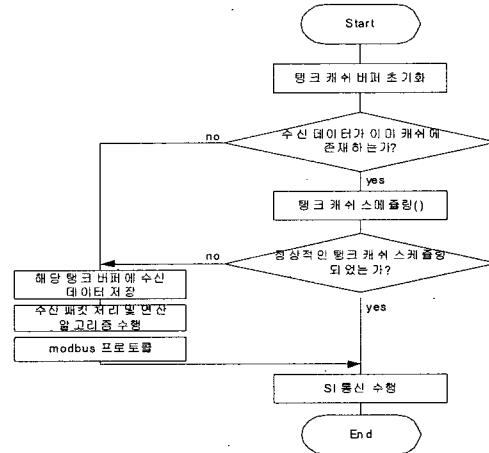 Start
탱크 캐쉬 버퍼 초기화
수신 데이터가 이미 캐쉬에
존재하는가?
no
yes
탱크 캐쉬 스케쥴링()
정상적인 탱크 캐쉬 스케쥴링
되었는가?
no
yes
해당 탱크 버퍼에 수신
데이터 저장
수신 패킷 처리 및 연산
알고리즘 수행
modbus 프로토콜
SI 통신 수행
End